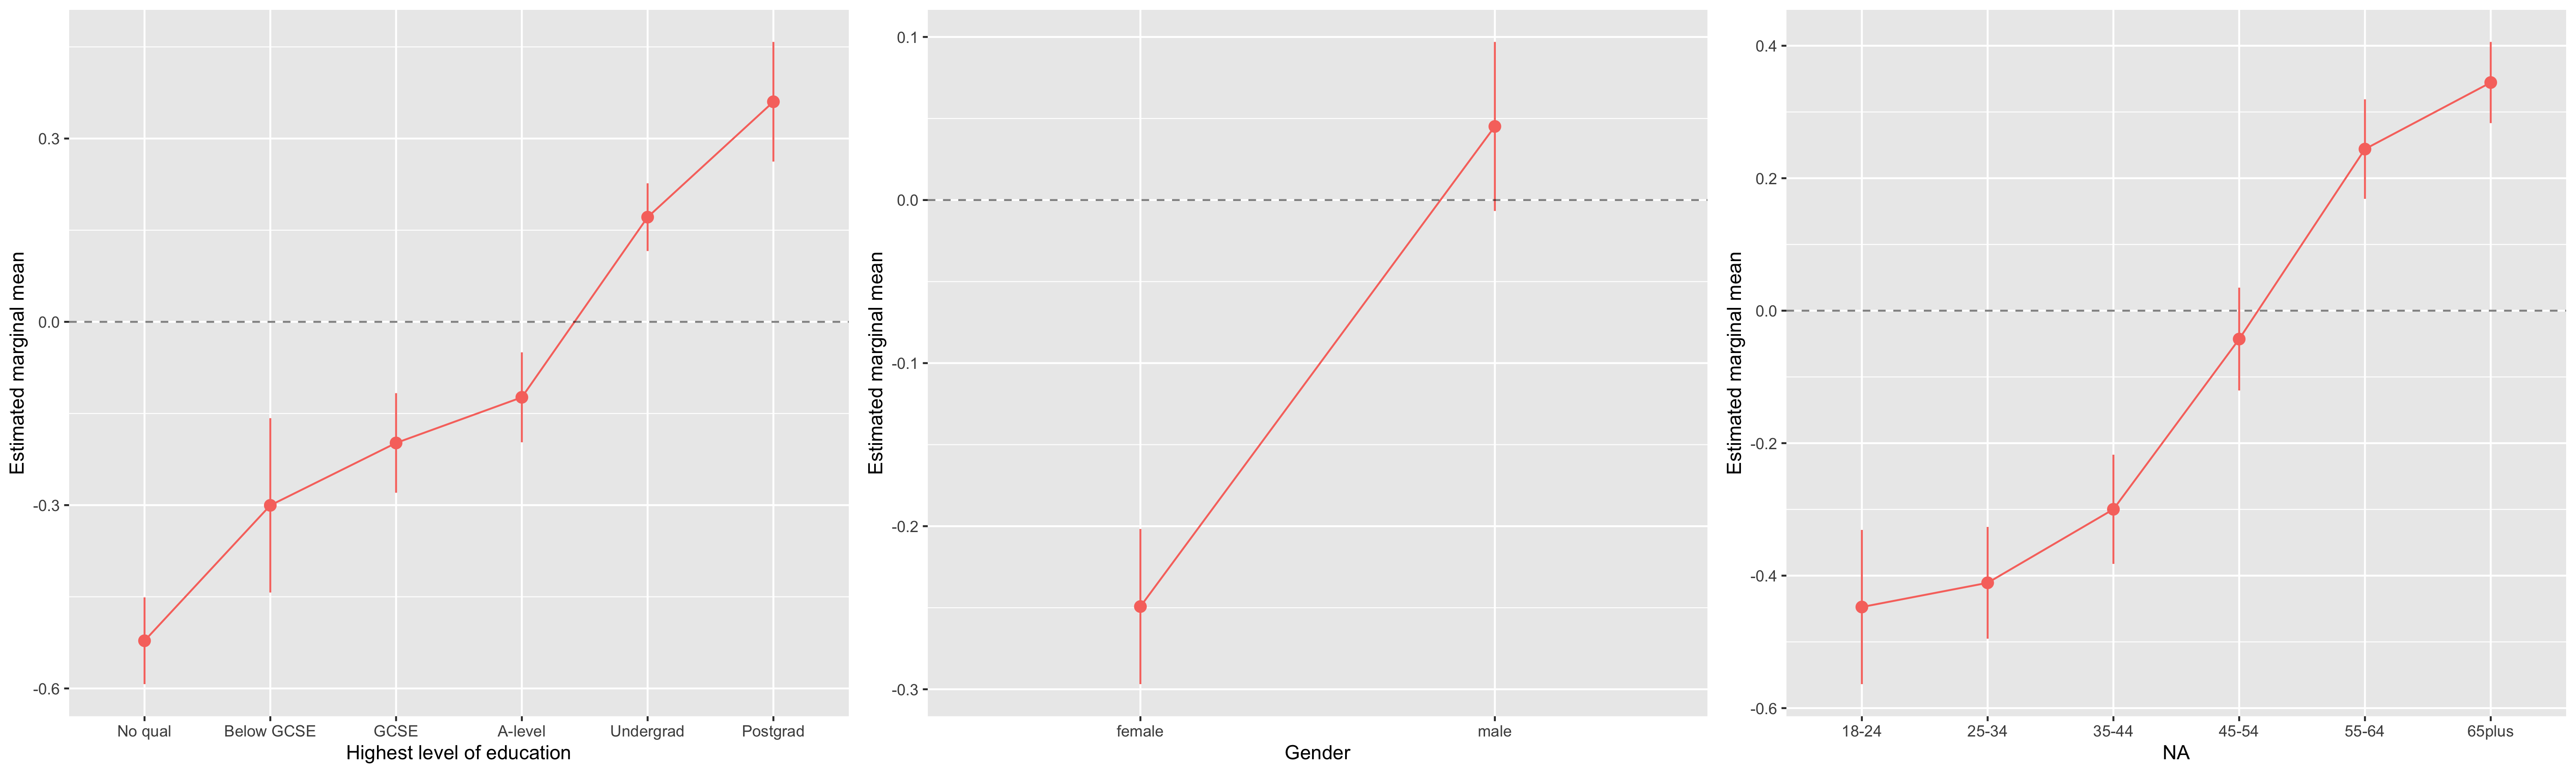 Estimated marginal mean
0.3
0.0
-0.3
-0.6
No qual Below GCSE GCSE A-level Undergrad Postgrad
Highest level of education
Estimated marginal mean
0.1
0.0
-0.1
-0.2
-0.3
female male
Gender
Estimated marginal mean
0.4
0.2
0.0
-0.2
-0.4
-0.6
18-24 25-34 35-44 45-54 55-64 65plus
NA